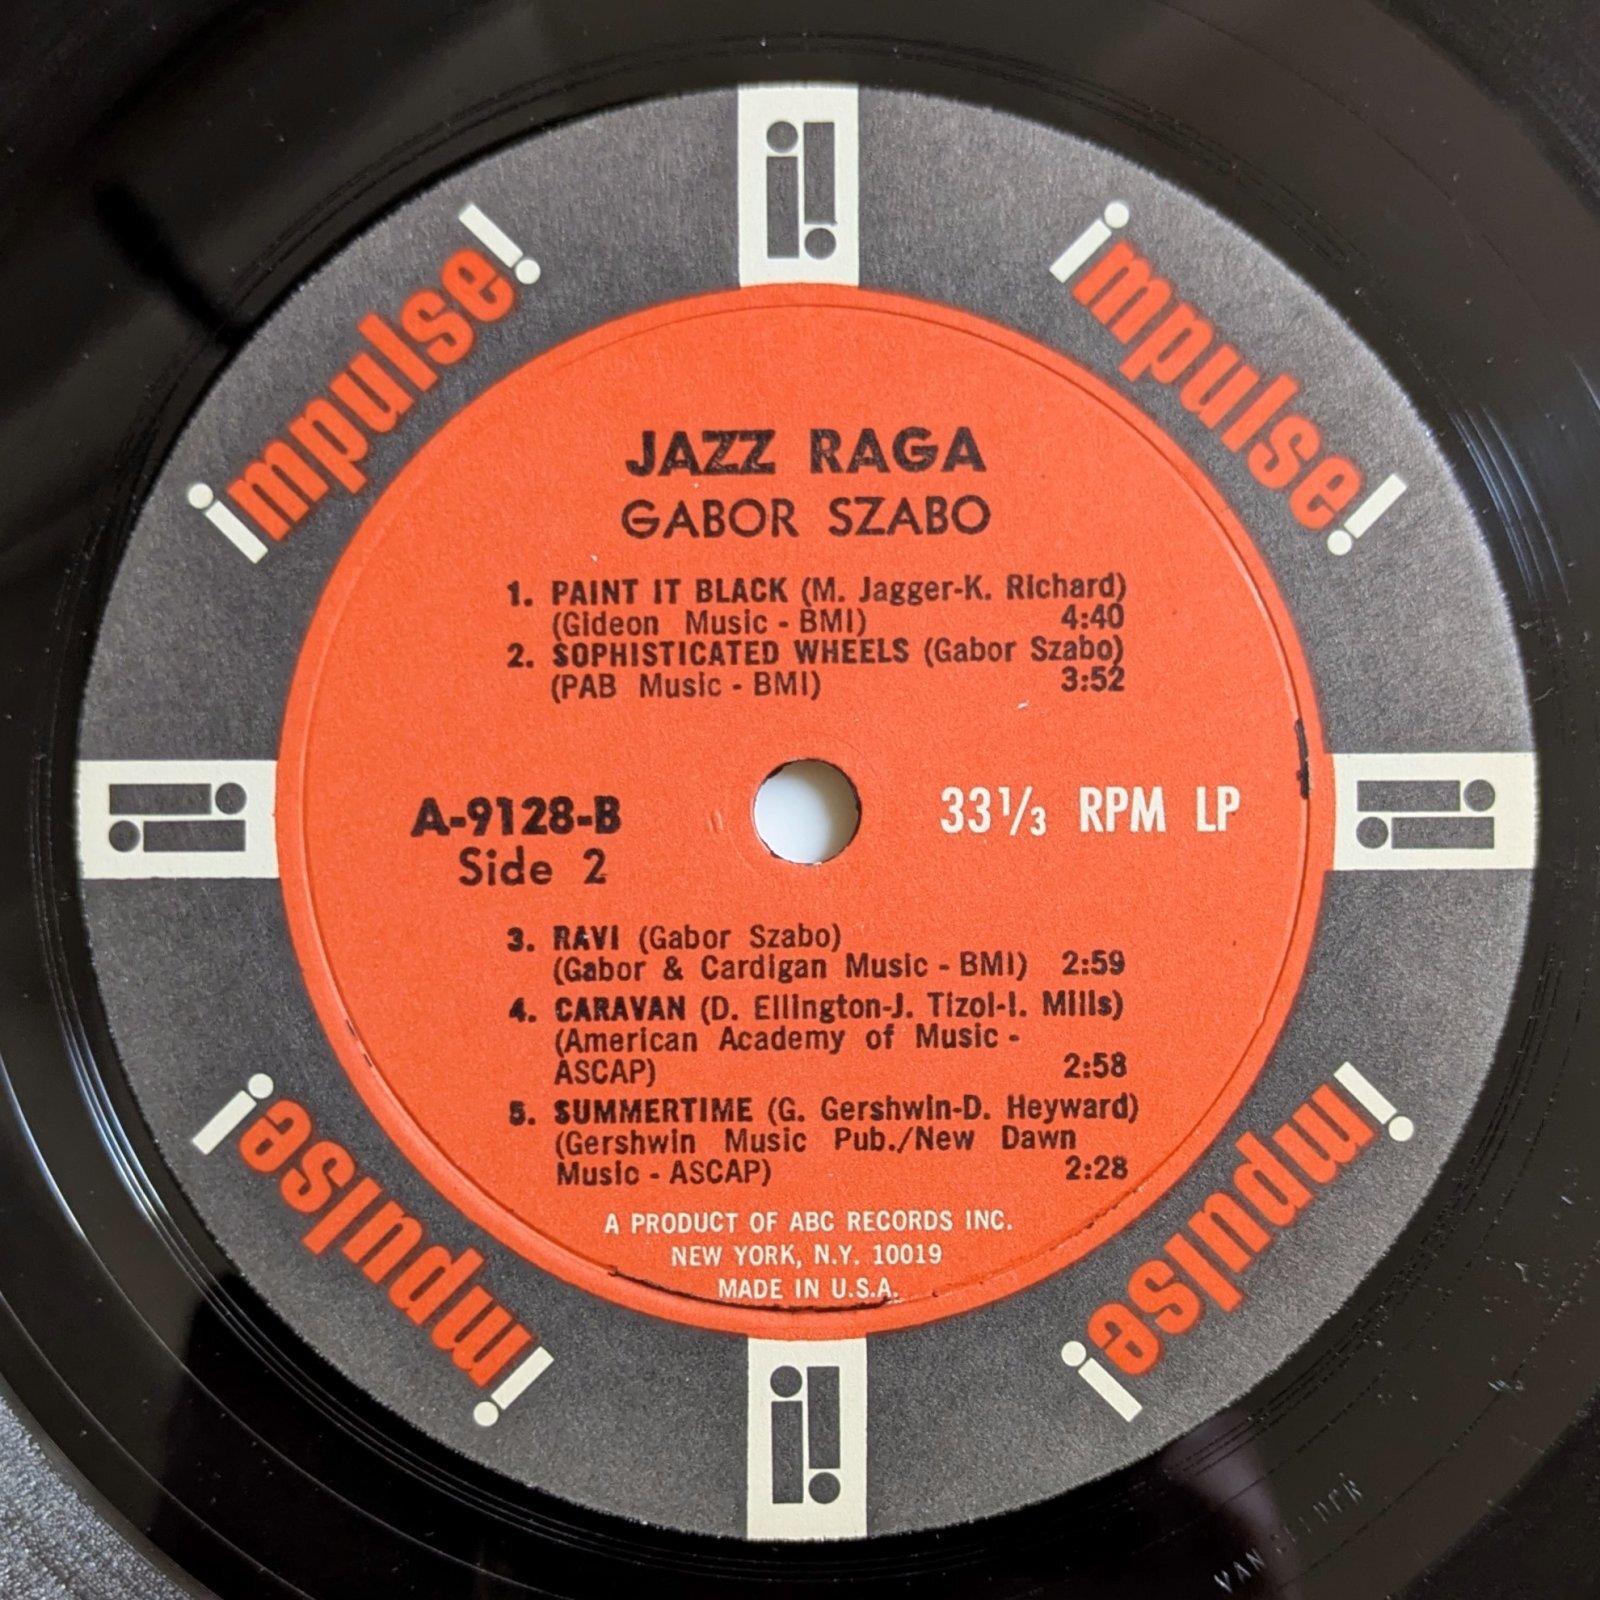 impulse!
impulse!
JAZZ RAGA
GABOR SZABO
1. PAINT IT BLACK (M. Jagger-K. Richard)
(Gideon Music - BMI) 4:40
2. SOPHISTICATED WHEELS (Gabor Szabo)
(PAB Music - BMI) 3:52
A-9128-B
Side 2
33 1/3 RPM LP
3. RAVI (Gabor Szabo)
(Gabor & Cardigan Music - BMI) 2:59
4. CARAVAN (D. Ellington-J. Tizol-I. Mills)
(American Academy of Music -
ASCAP) 2:58
5. SUMMERTIME (G. Gershwin-D. Heyward)
(Gershwin Music Pub./New Dawn
Music - ASCAP) 2:28
A PRODUCT OF ABC RECORDS INC.
NEW YORK, N.Y. 10019
MADE IN U.S.A.
impulse!
impulse!
VAN